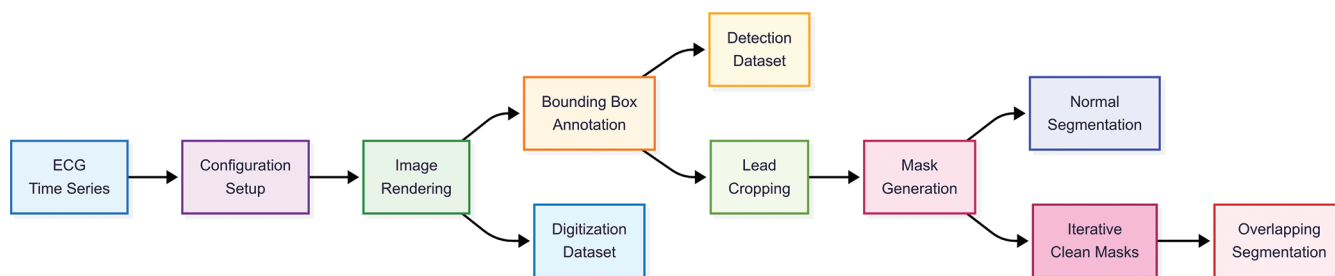 ECG
Time Series
Configuration
Setup
Image
Rendering
Bounding Box
Annotation
Digitization
Dataset
Detection
Dataset
Lead
Cropping
Mask
Generation
Normal
Segmentation
Iterative
Clean Masks
Overlapping
Segmentation